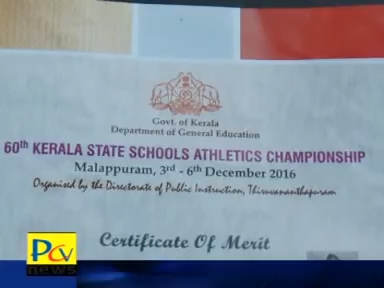 Govt. of Kerala
Department of General Education
60th KERALA STATE SCHOOLS ATHLETICS CHAMPIONSHIP
Malappuram, 3rd - 6th December 2016
Organised by the Directorate of Public Instruction, Thiruvananthapuram
Certificate Of Merit
PCV
news